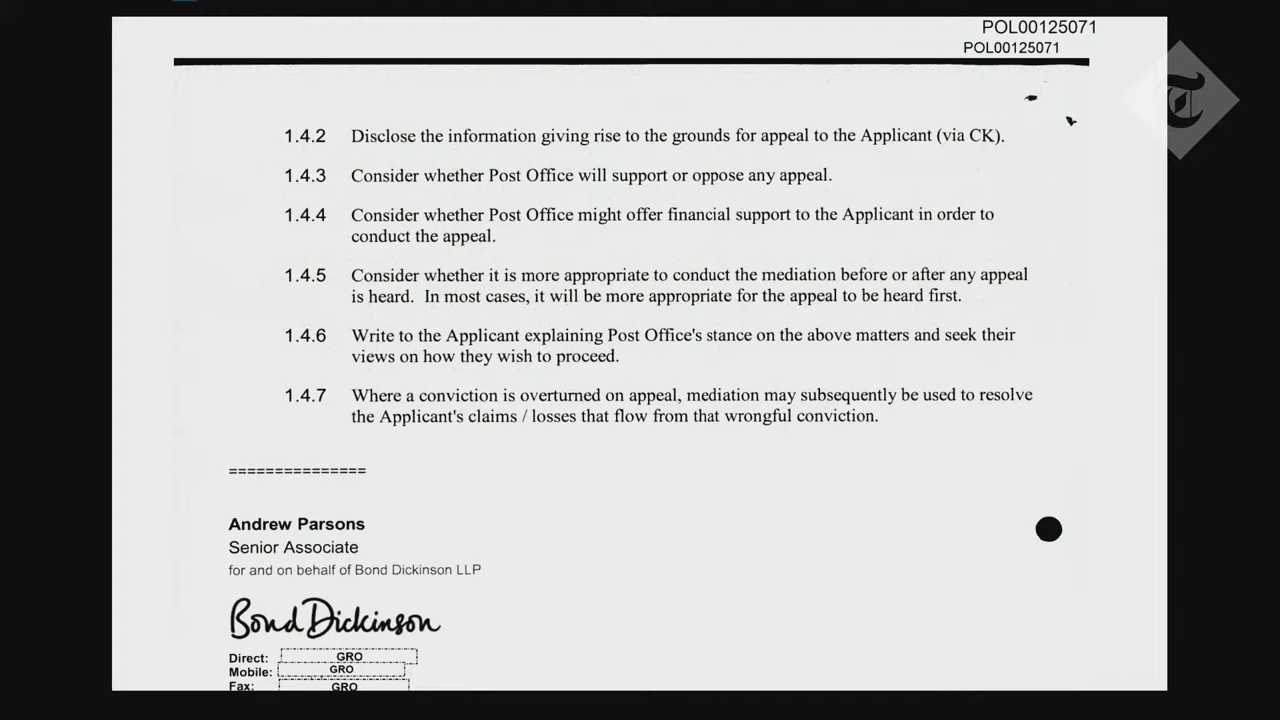 POL00125071
POL00125071
1.4.2 Disclose the information giving rise to the grounds for appeal to the Applicant (via CK).
1.4.3 Consider whether Post Office will support or oppose any appeal.
1.4.4 Consider whether Post Office might offer financial support to the Applicant in order to
conduct the appeal.
1.4.5 Consider whether it is more appropriate to conduct the mediation before or after any appeal
is heard. In most cases, it will be more appropriate for the appeal to be heard first.
1.4.6 Write to the Applicant explaining Post Office's stance on the above matters and seek their
views on how they wish to proceed.
1.4.7 Where a conviction is overturned on appeal, mediation may subsequently be used to resolve
the Applicant's claims / losses that flow from that wrongful conviction.
===============
Andrew Parsons
Senior Associate
for and on behalf of Bond Dickinson LLP
Bond Dickinson
Direct: GRO
Mobile: GRO
Fax: GRO
T